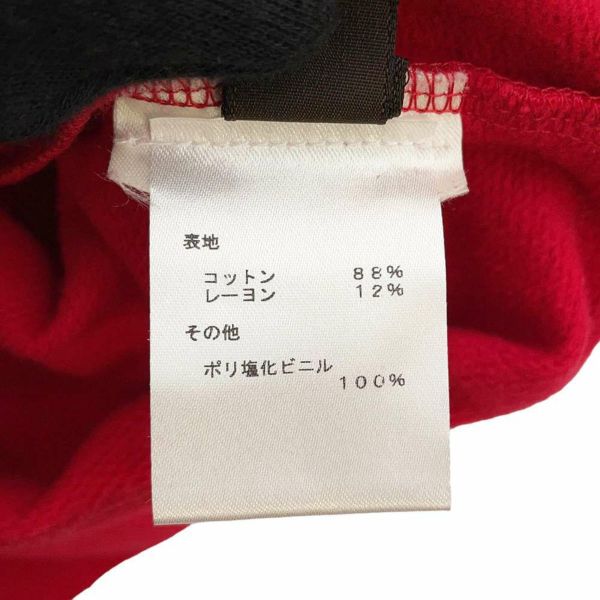 表地
コットン 88%
レーヨン 12%
その他
ポリ塩化ビニル
100%